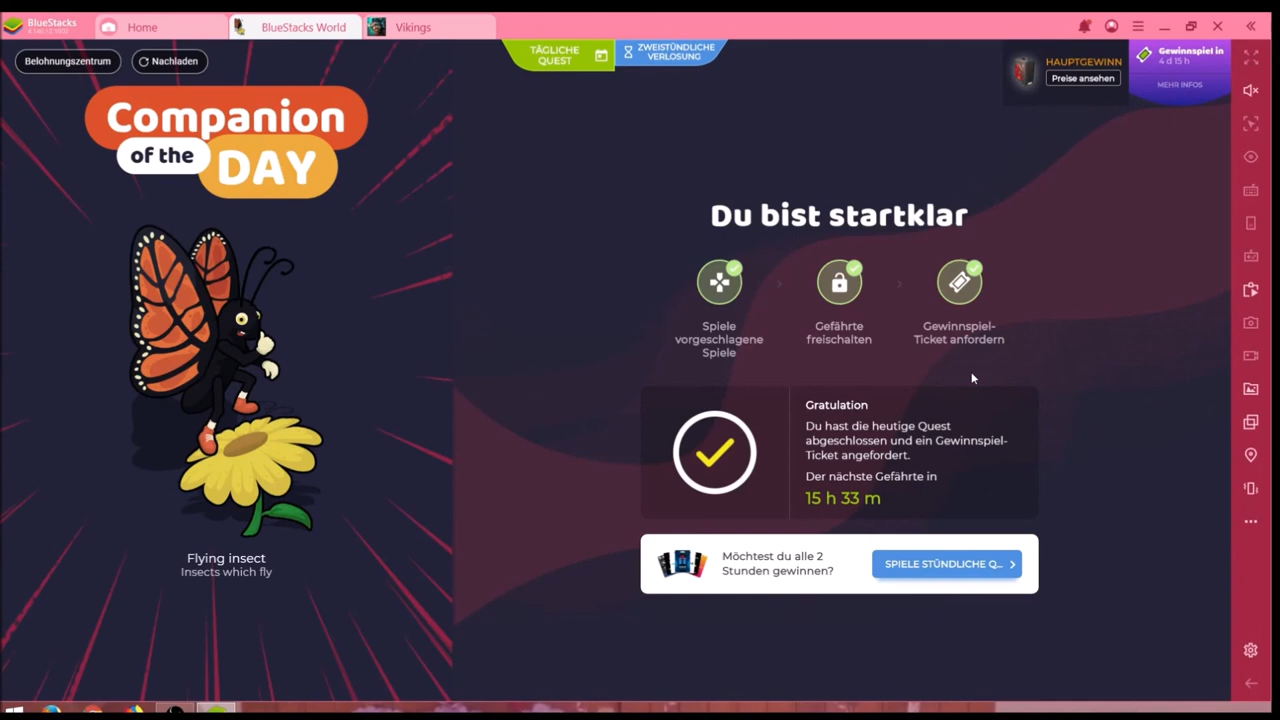 BlueStacks
Home
BlueStacks World
Vikings
Belohnungszentrum
Nachladen
TÄGLICHE
QUEST
ZWEISTÜNDLICHE
VERLOSUNG
HAUPTGEWINN
Preise ansehen
Gewinnspiel in
4 d 15 h
MEHR INFOS
Companion
of the
DAY
Flying insect
Insects which fly
Du bist startklar
Spiele
vorgeschlagene
Spiele
Gefährte
freischalten
Gewinnspiel-
Ticket anfordern
Gratulation
Du hast die heutige Quest
abgeschlossen und ein Gewinnspiel-
Ticket angefordert.
Der nächste Gefährte in
15 h 33 m
Möchtest du alle 2
Stunden gewinnen?
SPIELE STÜNDLICHE Q...